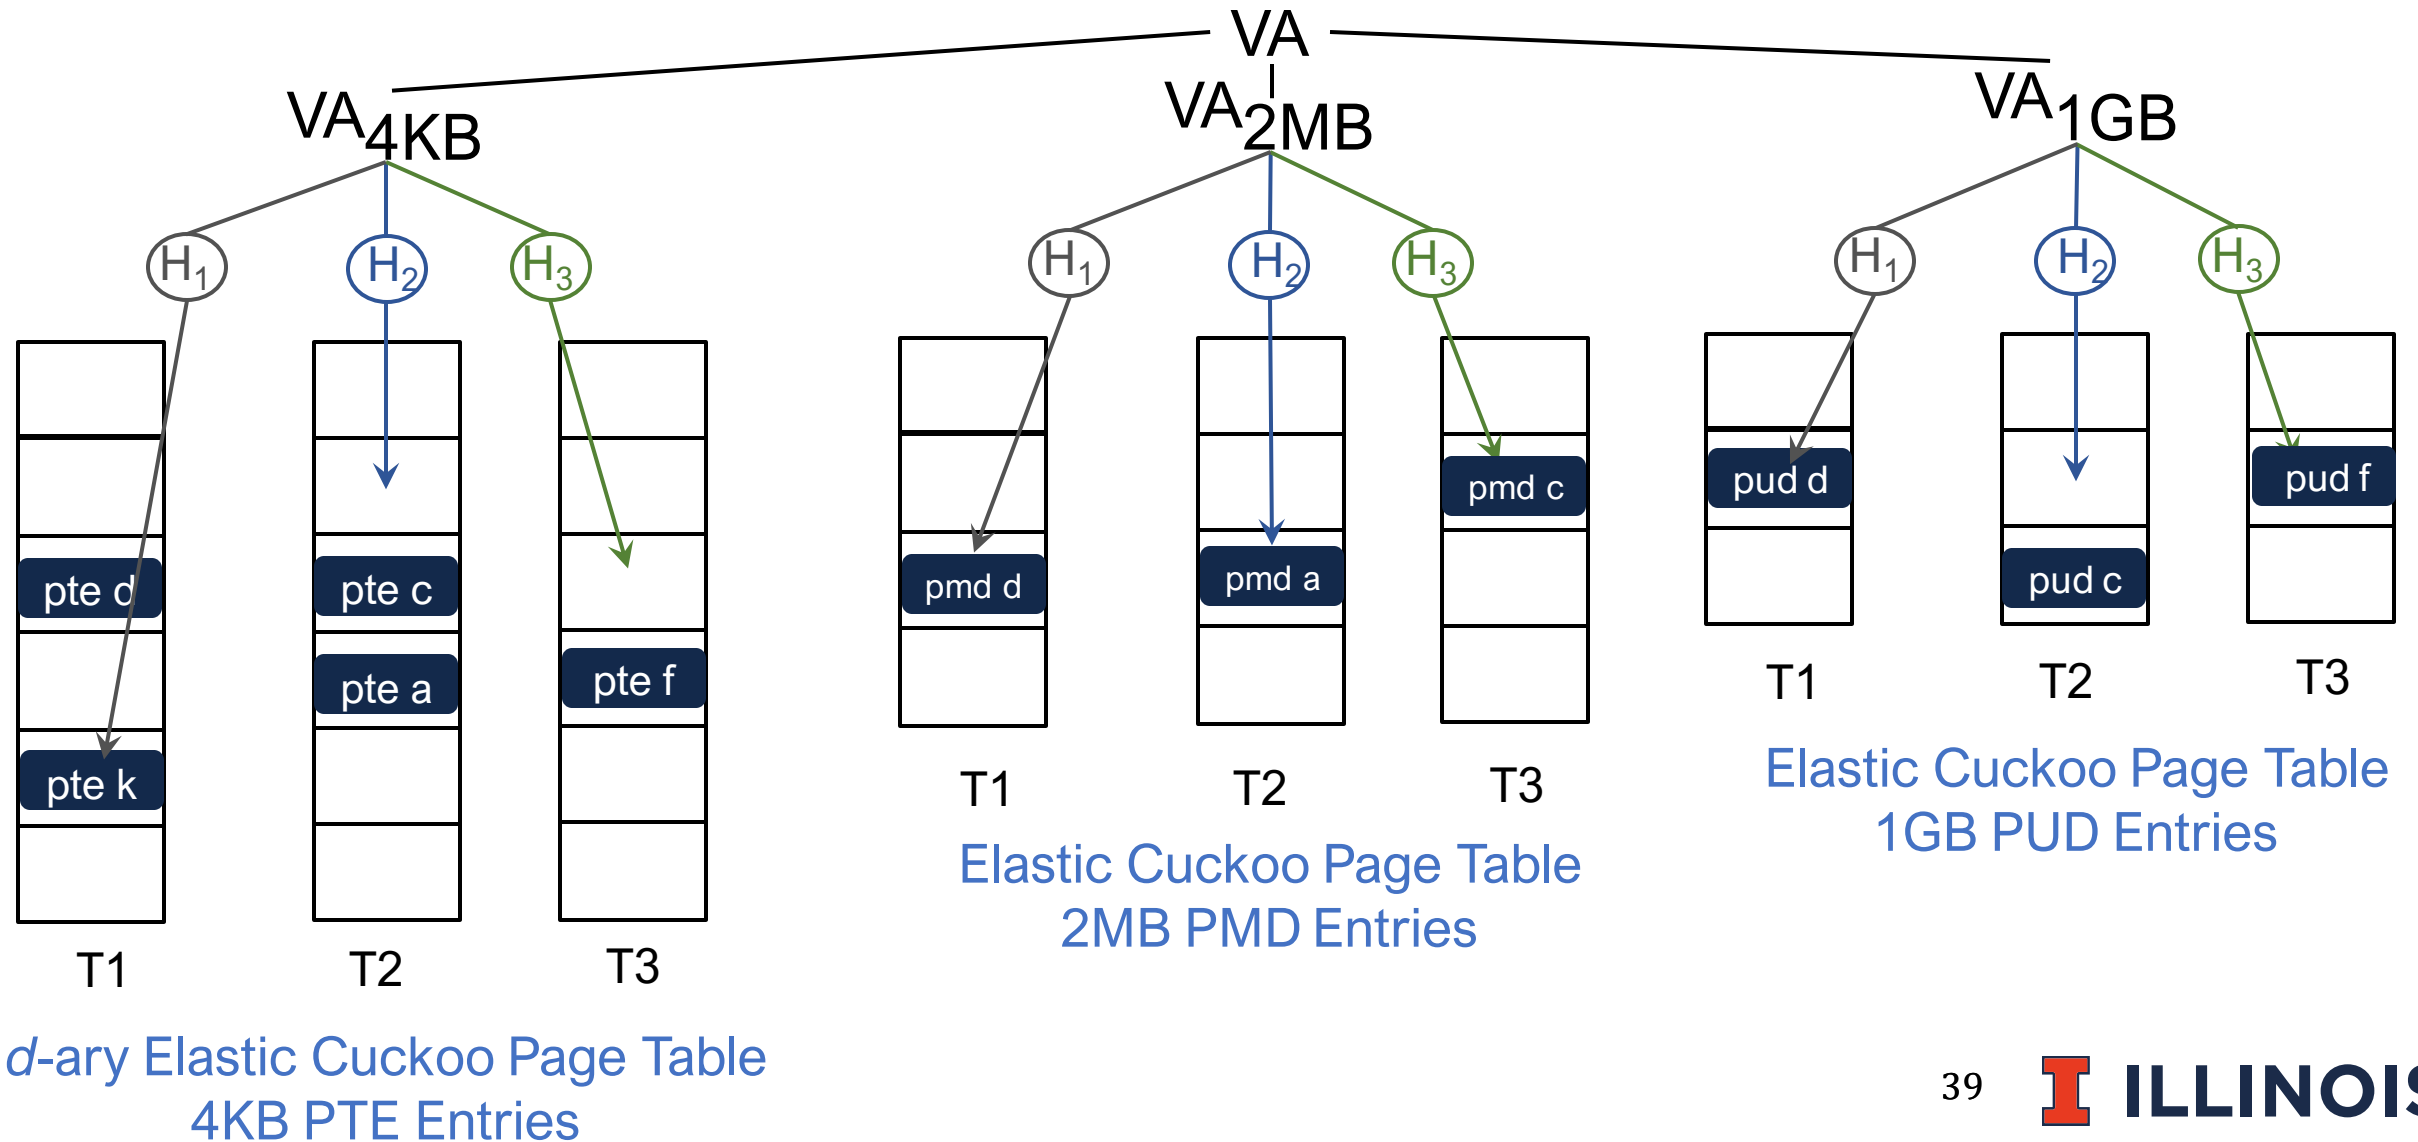 VA
VA4KB
VA2MB
VA1GB
H1 H2 H3
H1 H2 H3
H1 H2 H3
pte d
pte k
pte c
pte a
pte f
T1 T2 T3
d-ary Elastic Cuckoo Page Table
4KB PTE Entries
pmd d
pmd a
pmd c
T1 T2 T3
Elastic Cuckoo Page Table
2MB PMD Entries
pud d
pud c
pud f
T1 T2 T3
Elastic Cuckoo Page Table
1GB PUD Entries
39
I ILLINOIS